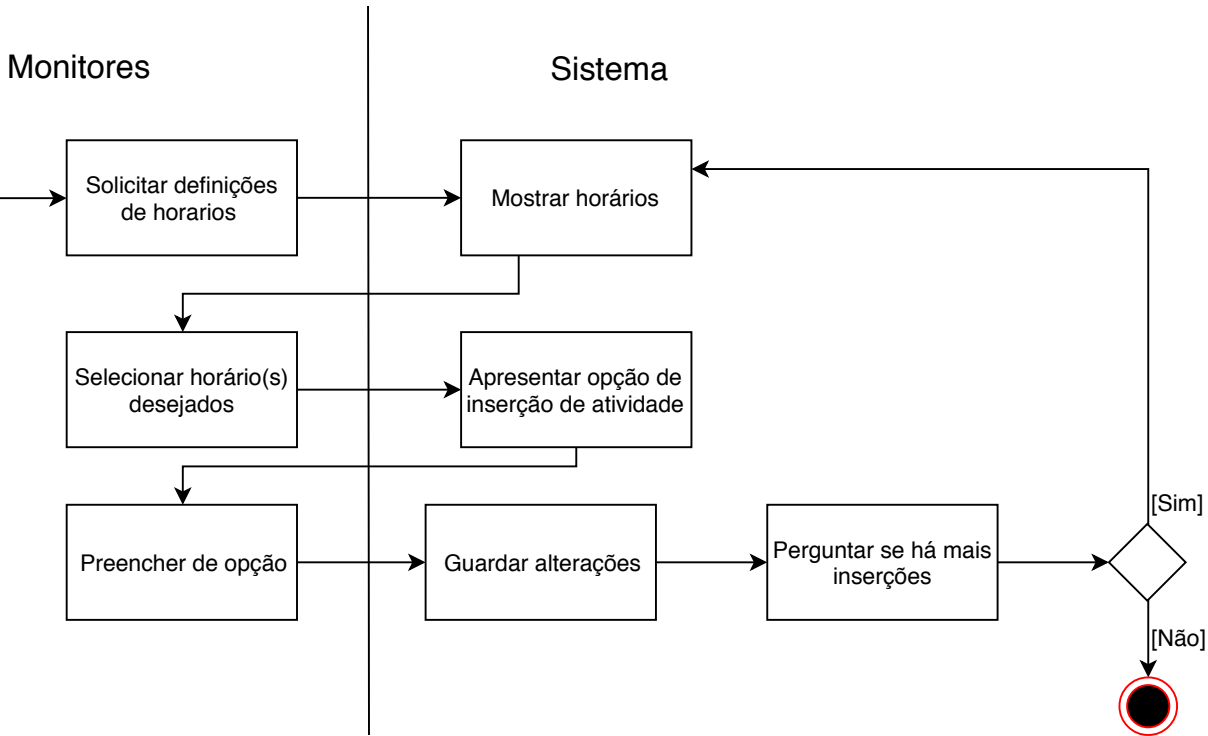 Monitores
Sistema
Solicitar definições
de horarios
Mostrar horários
Selecionar horário(s)
desejados
Apresentar opção de
inserção de atividade
Preencher de opção
Guardar alterações
Perguntar se há mais
inserções
[Sim]
[Não]